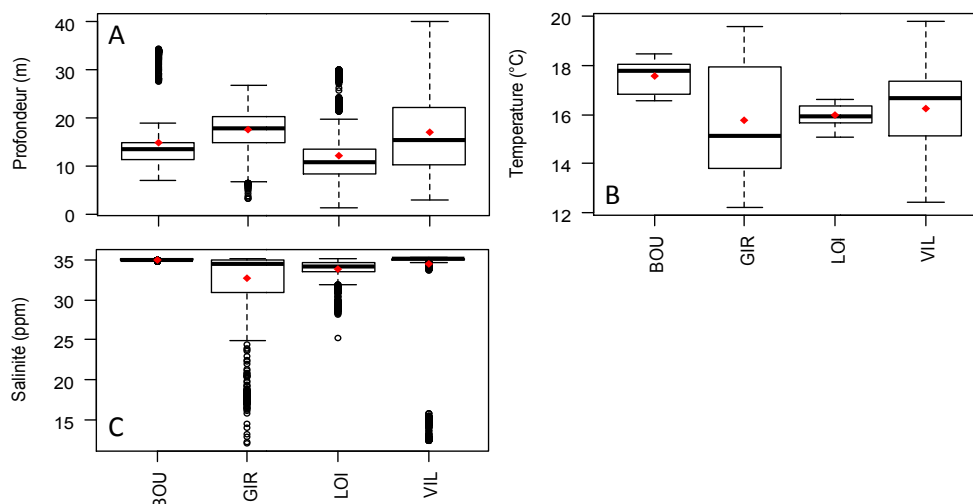 A
Profondeur (m)
40
30
20
10
0
B
Temperature (°C)
20
18
16
14
12
BOU
GIR
LOI
VIL
C
Salinité (ppm)
35
30
25
20
15
BOU
GIR
LOI
VIL